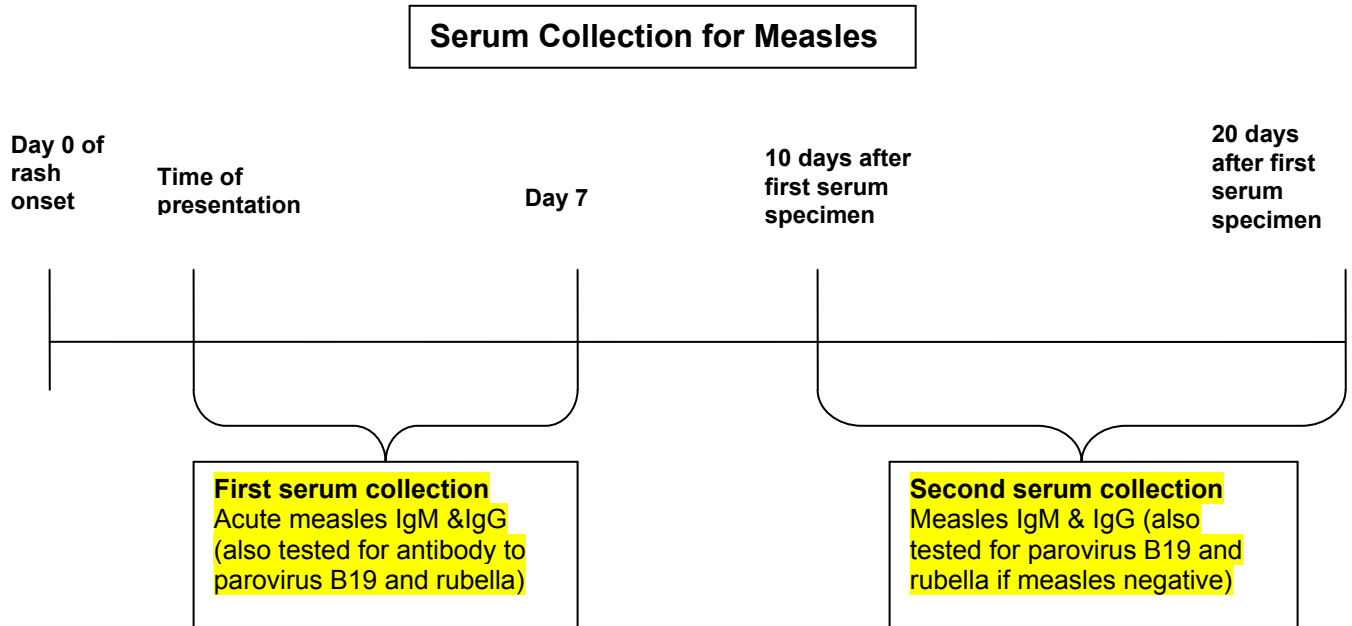 Serum Collection for Measles
Day 0 of
rash
onset
Time of
presentation
Day 7
10 days after
first serum
specimen
20 days
after first
serum
specimen
First serum collection
Acute measles IgM &IgG
(also tested for antibody to
parovirus B19 and rubella)
Second serum collection
Measles IgM & IgG (also
tested for parovirus B19 and
rubella if measles negative)